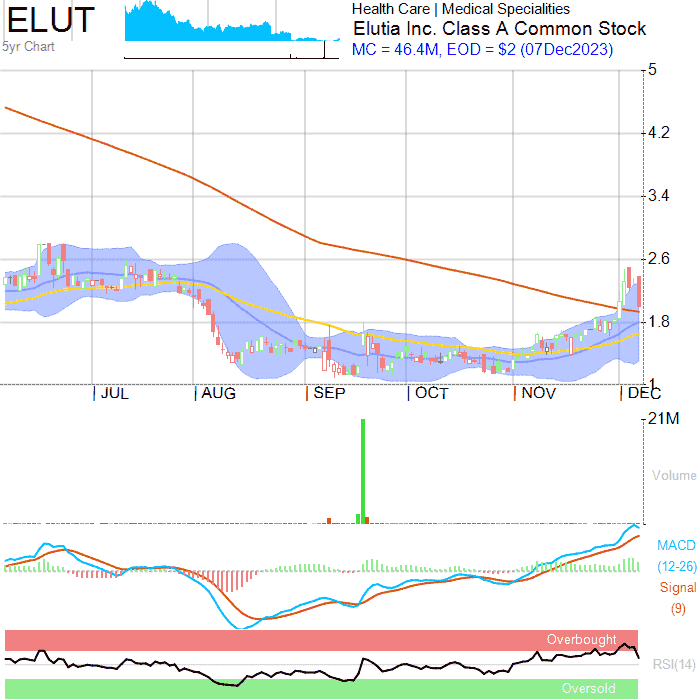 ELUT
5yr Chart
Health Care | Medical Specialities
Elutia Inc. Class A Common Stock
MC = 46.4M, EOD = $2 (07Dec2023)
5
4.2
3.4
2.6
1.8
1
JUL
AUG
SEP
OCT
NOV
DEC
21M
Volume
MACD
(12-26)
Signal
(9)
Overbought
RSI(14)
Oversold